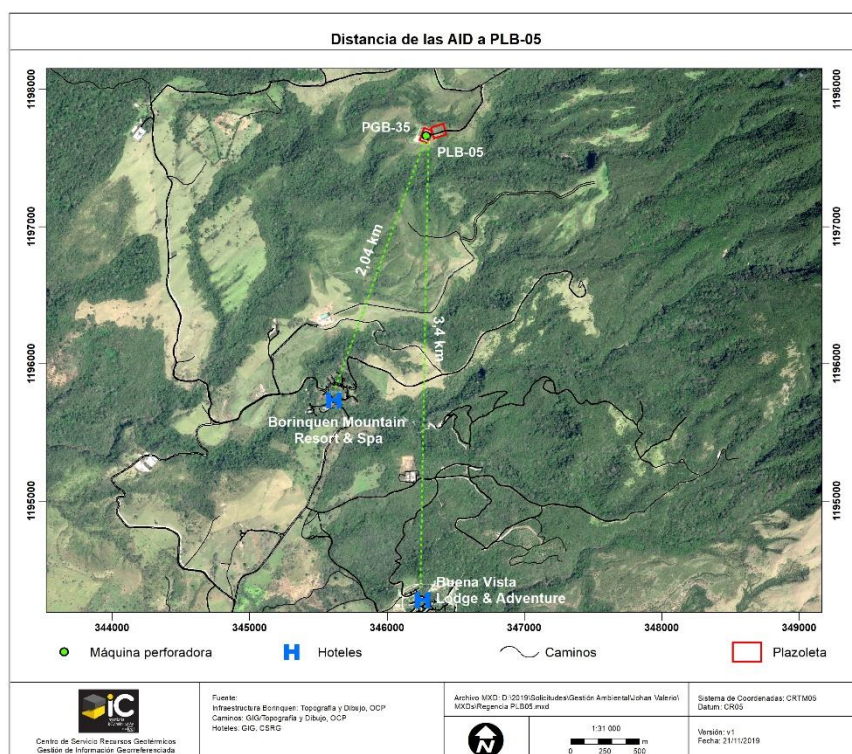 Distancia de las AID a PLB-05
1198000
1198000
PGB-35
PLB-05
1197000
1197000
2,04 km
3,4 km
1196000
1196000
Borinquen Mountain
Resort & Spa
1195000
1195000
Buena Vista
Lodge & Adventure
344000 345000 346000 347000 348000 349000
Máquina perforadora
H Hoteles
Caminos
Plazoleta
Centro de Servicio Recursos Geotérmicos
Gestión de Información Georreferenciada
Fuente:
Infraestructura Borinquen: Topografía y Dibujo, OCP
Caminos: GIG/Topografía y Dibujo, OCP
Hoteles: GIG, CSRG
Archivo MXD: D:\2019\Solicitudes\Gestión Ambiental\Johan Valerio\
MXDs\Regencia PLB05.mxd
N
1:31 000
m
0 250 500
Sistema de Coordenadas: CRTM05
Datum: CR05
Versión: v1
Fecha: 21/11/2019